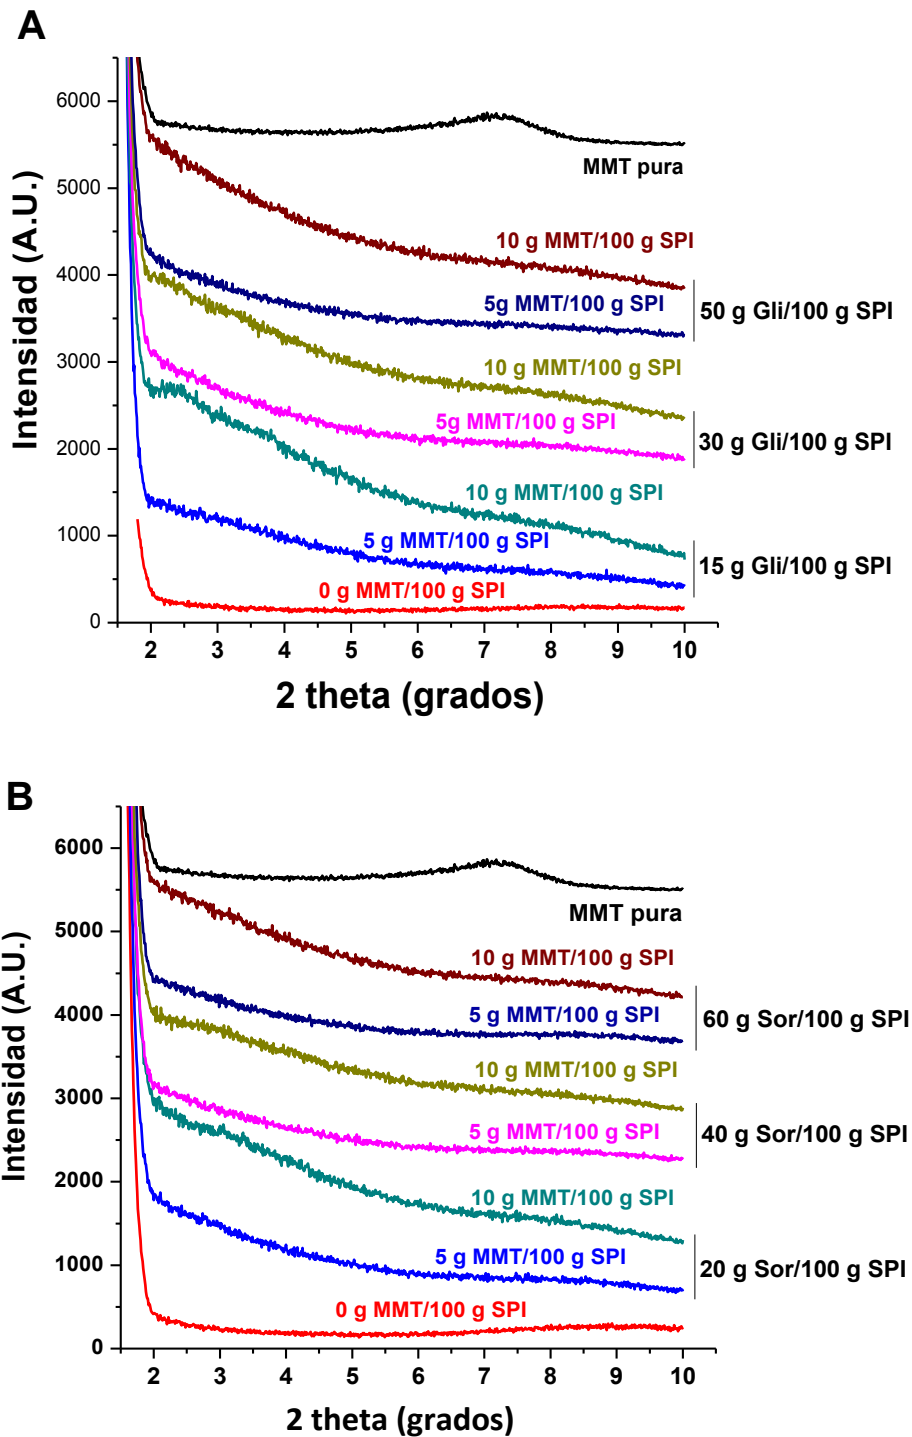 A
Intensidad (A.U.)
6000
5000
4000
3000
2000
1000
0
MMT pura
10 g MMT/100 g SPI
5g MMT/100 g SPI
50 g Gli/100 g SPI
10 g MMT/100 g SPI
5g MMT/100 g SPI
30 g Gli/100 g SPI
10 g MMT/100 g SPI
5 g MMT/100 g SPI
15 g Gli/100 g SPI
0 g MMT/100 g SPI
2 3 4 5 6 7 8 9 10
2 theta (grados)
B
Intensidad (A.U.)
6000
5000
4000
3000
2000
1000
0
MMT pura
10 g MMT/100 g SPI
5 g MMT/100 g SPI
60 g Sor/100 g SPI
10 g MMT/100 g SPI
5 g MMT/100 g SPI
40 g Sor/100 g SPI
10 g MMT/100 g SPI
5 g MMT/100 g SPI
20 g Sor/100 g SPI
0 g MMT/100 g SPI
2 3 4 5 6 7 8 9 10
2 theta (grados)